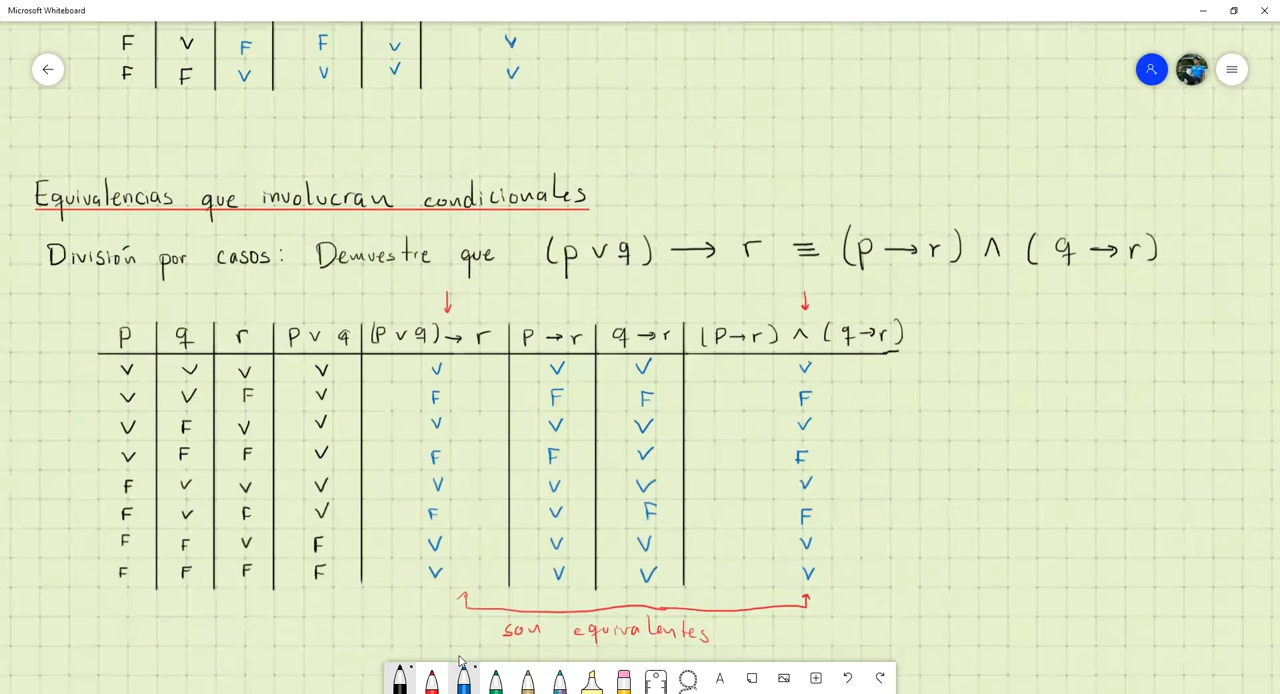 Microsoft Whiteboard
F V F F V V
F F V V V V
Equivalencias que involucran condicionales
División por casos: Demuestre que (p ∨ q) → r ≡ (p → r) ∧ (q → r)
p q r p ∨ q (p ∨ q) → r p → r q → r (p → r) ∧ (q → r)
V V V V V V V V
V V F V F F F F
V F V V V V V V
V F F V F F V F
F V V V V V V V
F V F V F V F F
F F V F V V V V
F F F F V V V V
son equivalentes
A